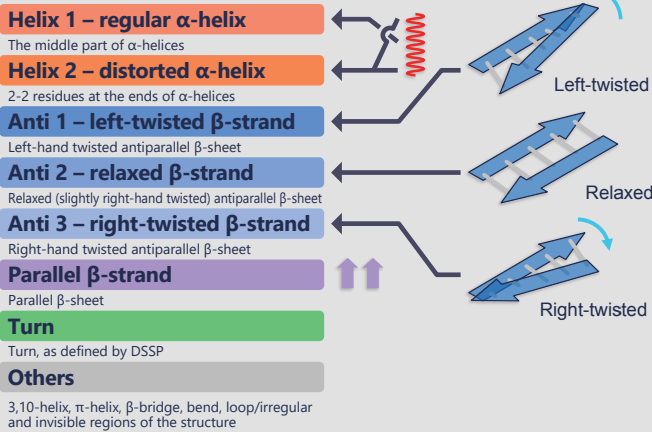 Helix 1 – regular α-helix
The middle part of α-helices
Helix 2 – distorted α-helix
2-2 residues at the ends of α-helices
Anti 1 – left-twisted β-strand
Left-hand twisted antiparallel β-sheet
Anti 2 – relaxed β-strand
Relaxed (slightly right-hand twisted) antiparallel β-sheet
Anti 3 – right-twisted β-strand
Right-hand twisted antiparallel β-sheet
Parallel β-strand
Parallel β-sheet
Turn
Turn, as defined by DSSP
Others
3,10-helix, π-helix, β-bridge, bend, loop/irregular
and invisible regions of the structure
Left-twisted
Relaxed
Right-twisted